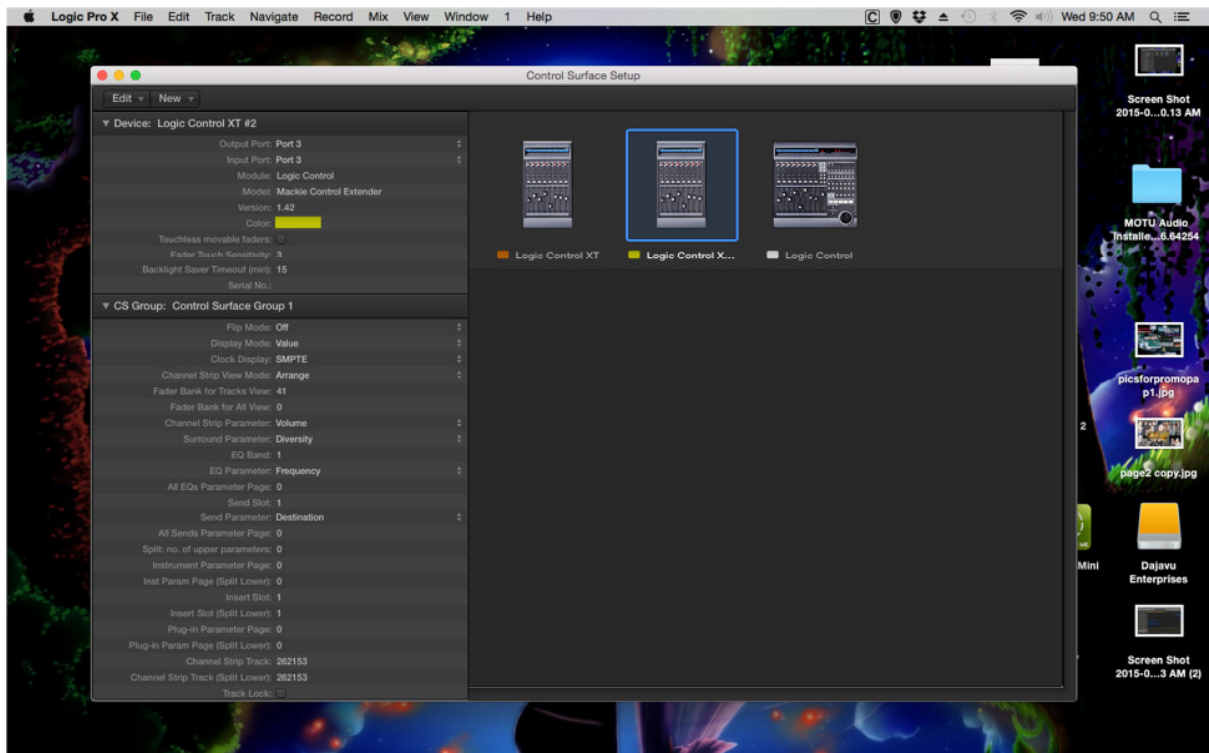 Logic Pro X File Edit Track Navigate Record Mix View Window 1 Help
C Wed 9:50 AM
Control Surface Setup
Edit New
Device: Logic Control XT #2
Output Port: Port 3
Input Port: Port 3
Module: Logic Control
Model: Mackie Control Extender
Version: 1.42
Color:
Touchless movable faders:
Fader Touch Sensitivity: 3
Backlight Saver Timeout (min): 15
Serial No.:
CS Group: Control Surface Group 1
Flip Mode: Off
Display Mode: Value
Clock Display: SMPTE
Channel Strip View Mode: Arrange
Fader Bank for Tracks View: 41
Fader Bank for All View: 0
Channel Strip Parameter: Volume
Surround Parameter: Diversity
EQ Band: 1
EQ Parameter: Frequency
All EQs Parameter Page: 0
Send Slot: 1
Send Parameter: Destination
All Sends Parameter Page: 0
Split: no. of upper parameters: 0
Instrument Parameter Page: 0
Inst Param Page (Split Lower): 0
Insert Slot: 1
Insert Slot (Split Lower): 1
Plug-in Parameter Page: 0
Plug-in Param Page (Split Lower): 0
Channel Strip Track: 262153
Channel Strip Track (Split Lower): 262153
Track Lock:
Logic Control XT
Logic Control X...
Logic Control
Screen Shot
2015-0...0.13 AM
MOTU Audio
Installe...6.64254
picsforpromopa
p1.jpg
2
page2 copy.jpg
Mini
Dajavu
Enterprises
Screen Shot
2015-0...3 AM (2)